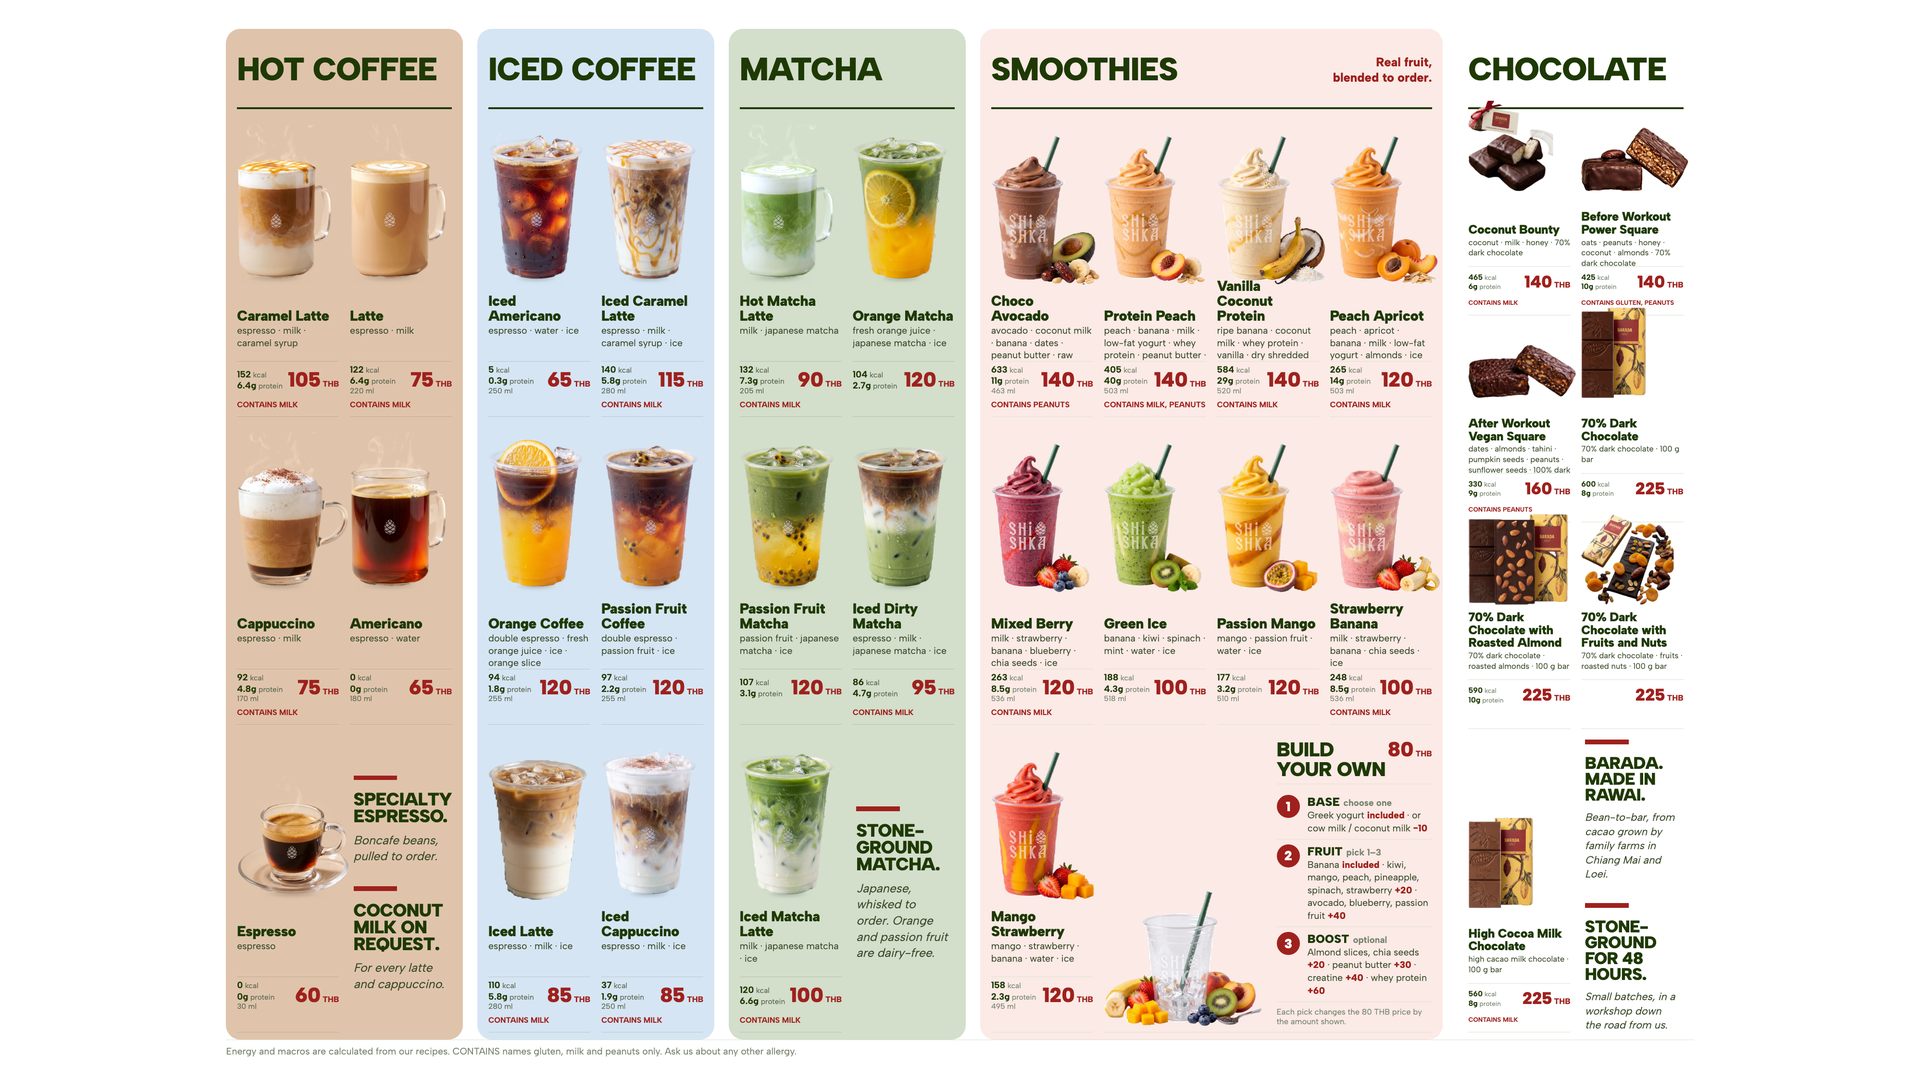 HOT COFFEE
Caramel Latte
espresso · milk ·
caramel syrup
152 kcal
6.4g protein
105 THB
CONTAINS MILK
Latte
espresso · milk
122 kcal
6.4g protein
220 ml
75 THB
CONTAINS MILK
Cappuccino
espresso · milk
92 kcal
4.8g protein
170 ml
75 THB
CONTAINS MILK
Americano
espresso · water
0 kcal
0g protein
180 ml
65 THB
Espresso
espresso
0 kcal
0g protein
30 ml
60 THB
SPECIALTY
ESPRESSO.
Boncafe beans,
pulled to order.
COCONUT
MILK ON
REQUEST.
For every latte
and cappuccino.
ICED COFFEE
Iced
Americano
espresso · water · ice
5 kcal
0.3g protein
250 ml
65 THB
Iced Caramel
Latte
espresso · milk ·
caramel syrup · ice
140 kcal
5.8g protein
280 ml
115 THB
CONTAINS MILK
Orange Coffee
double espresso · fresh
orange juice · ice ·
orange slice
94 kcal
1.8g protein
255 ml
120 THB
Passion Fruit
Coffee
double espresso ·
passion fruit · ice
97 kcal
2.2g protein
255 ml
120 THB
Iced Latte
espresso · milk · ice
110 kcal
5.8g protein
280 ml
85 THB
CONTAINS MILK
Iced
Cappuccino
espresso · milk · ice
37 kcal
1.9g protein
250 ml
85 THB
CONTAINS MILK
MATCHA
Hot Matcha
Latte
milk · japanese matcha
132 kcal
7.3g protein
205 ml
90 THB
CONTAINS MILK
Orange Matcha
fresh orange juice ·
japanese matcha · ice
104 kcal
2.7g protein
120 THB
Passion Fruit
Matcha
passion fruit · japanese
matcha · ice
107 kcal
3.1g protein
120 THB
Iced Dirty
Matcha
espresso · milk ·
japanese matcha · ice
86 kcal
4.7g protein
95 THB
CONTAINS MILK
Iced Matcha
Latte
milk · japanese matcha
· ice
120 kcal
6.6g protein
100 THB
CONTAINS MILK
STONE-
GROUND
MATCHA.
Japanese,
whisked to
order. Orange
and passion fruit
are dairy-free.
SMOOTHIES
Real fruit,
blended to order.
SHISHKA
Choco
Avocado
avocado · coconut milk
· banana · dates ·
peanut butter · raw
633 kcal
11g protein
463 ml
140 THB
CONTAINS PEANUTS
SHISHKA
Protein Peach
peach · banana · milk ·
low-fat yogurt · whey
protein · peanut butter ·
405 kcal
40g protein
503 ml
140 THB
CONTAINS MILK, PEANUTS
SHISHKA
Vanilla
Coconut
Protein
ripe banana · coconut
milk · whey protein ·
vanilla · dry shredded
584 kcal
29g protein
520 ml
140 THB
CONTAINS MILK
SHISHKA
Peach Apricot
peach · apricot ·
banana · milk · low-fat
yogurt · almonds · ice
265 kcal
14g protein
503 ml
120 THB
CONTAINS MILK
SHISHKA
Mixed Berry
milk · strawberry ·
banana · blueberry ·
chia seeds · ice
263 kcal
8.5g protein
536 ml
120 THB
CONTAINS MILK
SHISHKA
Green Ice
banana · kiwi · spinach ·
mint · water · ice
188 kcal
4.3g protein
518 ml
100 THB
SHISHKA
Passion Mango
mango · passion fruit ·
water · ice
177 kcal
3.2g protein
510 ml
120 THB
SHISHKA
Strawberry
Banana
milk · strawberry ·
banana · chia seeds ·
ice
248 kcal
8.5g protein
536 ml
100 THB
CONTAINS MILK
SHISHKA
Mango
Strawberry
mango · strawberry ·
banana · water · ice
158 kcal
2.3g protein
495 ml
120 THB
BUILD
YOUR OWN
80 THB
1 BASE choose one
Greek yogurt included · or
cow milk / coconut milk −10
2 FRUIT pick 1–3
Banana included · kiwi,
mango, peach, pineapple,
spinach, strawberry +20 ·
avocado, blueberry, passion
fruit +40
3 BOOST optional
Almond slices, chia seeds
+20 · peanut butter +30 ·
creatine +40 · whey protein
+60
Each pick changes the 80 THB price by
the amount shown.
CHOCOLATE
Coconut Bounty
coconut · milk · honey · 70%
dark chocolate
465 kcal
6g protein
140 THB
CONTAINS MILK
Before Workout
Power Square
oats · peanuts · honey ·
coconut · almonds · 70%
dark chocolate
425 kcal
10g protein
140 THB
CONTAINS GLUTEN, PEANUTS
After Workout
Vegan Square
dates · almonds · tahini ·
pumpkin seeds · peanuts ·
sunflower seeds · 100% dark
330 kcal
9g protein
160 THB
CONTAINS PEANUTS
BARADA
70% Dark
Chocolate
70% dark chocolate · 100 g
bar
600 kcal
8g protein
225 THB
BARADA
70% Dark
Chocolate with
Roasted Almond
70% dark chocolate ·
roasted almonds · 100 g bar
590 kcal
10g protein
225 THB
BARADA
70% Dark
Chocolate with
Fruits and Nuts
70% dark chocolate · fruits ·
roasted nuts · 100 g bar
225 THB
BARADA
High Cocoa Milk
Chocolate
high cacao milk chocolate ·
100 g bar
560 kcal
8g protein
225 THB
CONTAINS MILK
BARADA.
MADE IN
RAWAI.
Bean-to-bar, from
cacao grown by
family farms in
Chiang Mai and
Loei.
STONE-
GROUND
FOR 48
HOURS.
Small batches, in a
workshop down
the road from us.
Energy and macros are calculated from our recipes. CONTAINS names gluten, milk and peanuts only. Ask us about any other allergy.